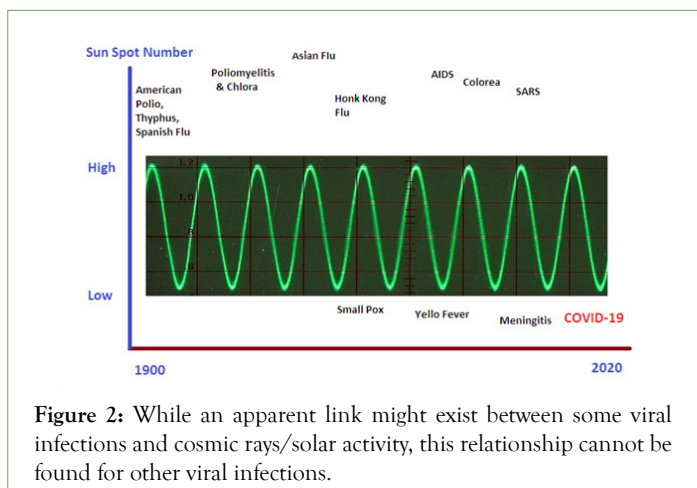 Sun Spot Number
Asian Flu
Poliomyelitis
& Chlora
AIDS
Colorea
SARS
American
Polio,
Thyphus,
Spanish Flu
Honk Kong
Flu
High
1.2
1.0
.8
Low
Small Pox
Yello Fever
Meningitis
COVID-19
1900
2020
Figure 2: While an apparent link might exist between some viral
infections and cosmic rays/solar activity, this relationship cannot be
found for other viral infections.